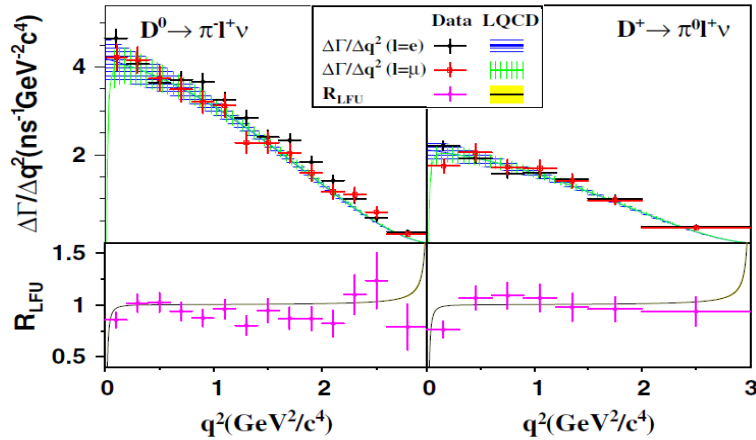 D⁰→ π⁻l⁺ν
Data LQCD
ΔΓ/Δq² (l=e)
ΔΓ/Δq² (l=μ)
R_LFU
D⁺→ π⁰l⁺ν
ΔΓ/Δq²(ns⁻¹GeV⁻²c⁴)
4
2
R_LFU
1.5
1
0.5
0 1 2 0 1 2 3
q²(GeV²/c⁴) q²(GeV²/c⁴)